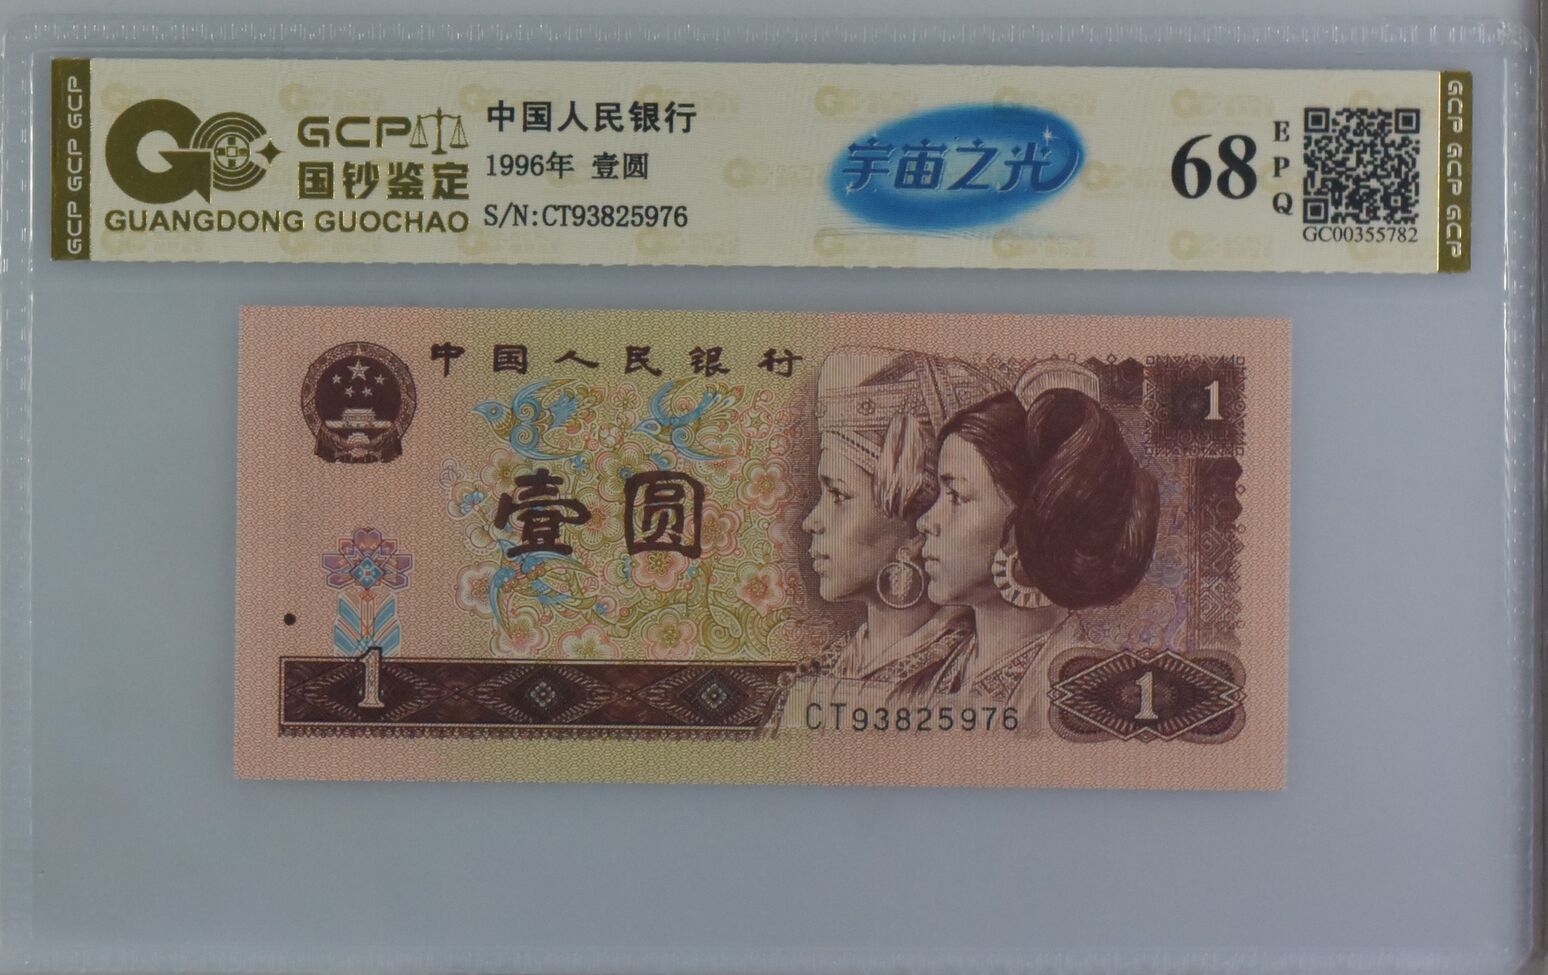 GCP GCP GCP
GCP
国钞鉴定
GUANGDONG GUOCHAO
中国人民银行
1996年 壹圆
S/N:CT93825976
宇宙之光
68
EPQ
GC00355782
GCP GCP GCP
中国人民银行
1
壹圆
1
CT93825976
1